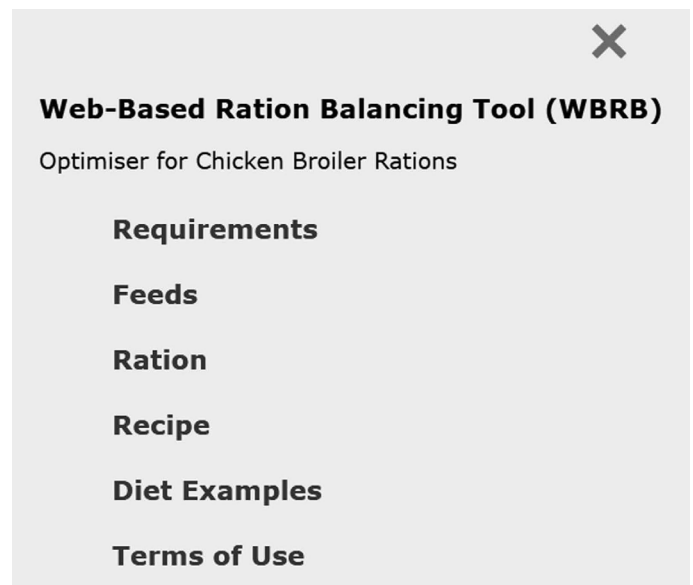 Web-Based Ration Balancing Tool (WBRB)
Optimiser for Chicken Broiler Rations
Requirements
Feeds
Ration
Recipe
Diet Examples
Terms of Use